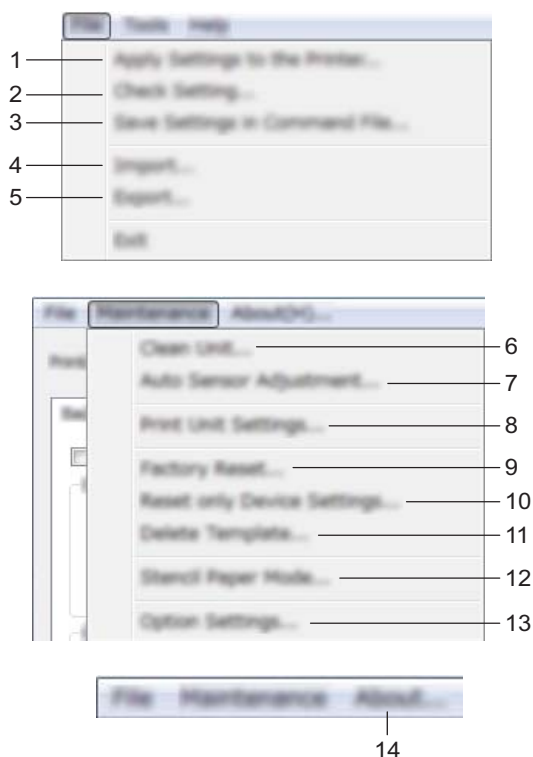 File Tools Help
1 Apply Settings to the Printer...
2 Check Setting...
3 Save Settings in Command File...
4 Import...
5 Export...
Exit
File Maintenance About(H)...
Clean Unit... 6
Auto Sensor Adjustment... 7
Print Unit Settings... 8
Factory Reset... 9
Reset only Device Settings... 10
Delete Template... 11
Stencil Paper Mode... 12
Option Settings... 13
File Maintenance About...
14